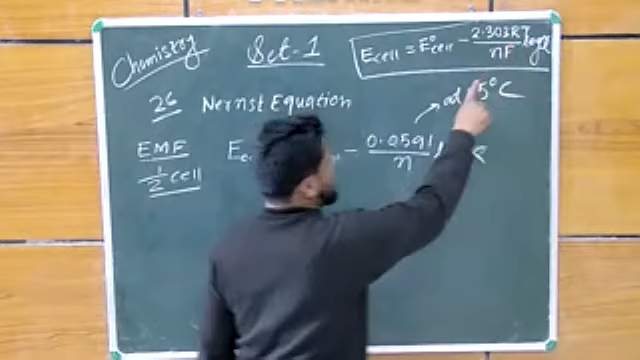 Chemistry
Set-1
Ecell = E°cell - 2.303RT/nF log
26 Nernst Equation
at 5°C
EMF
1/2 cell
E - 0.0591/n